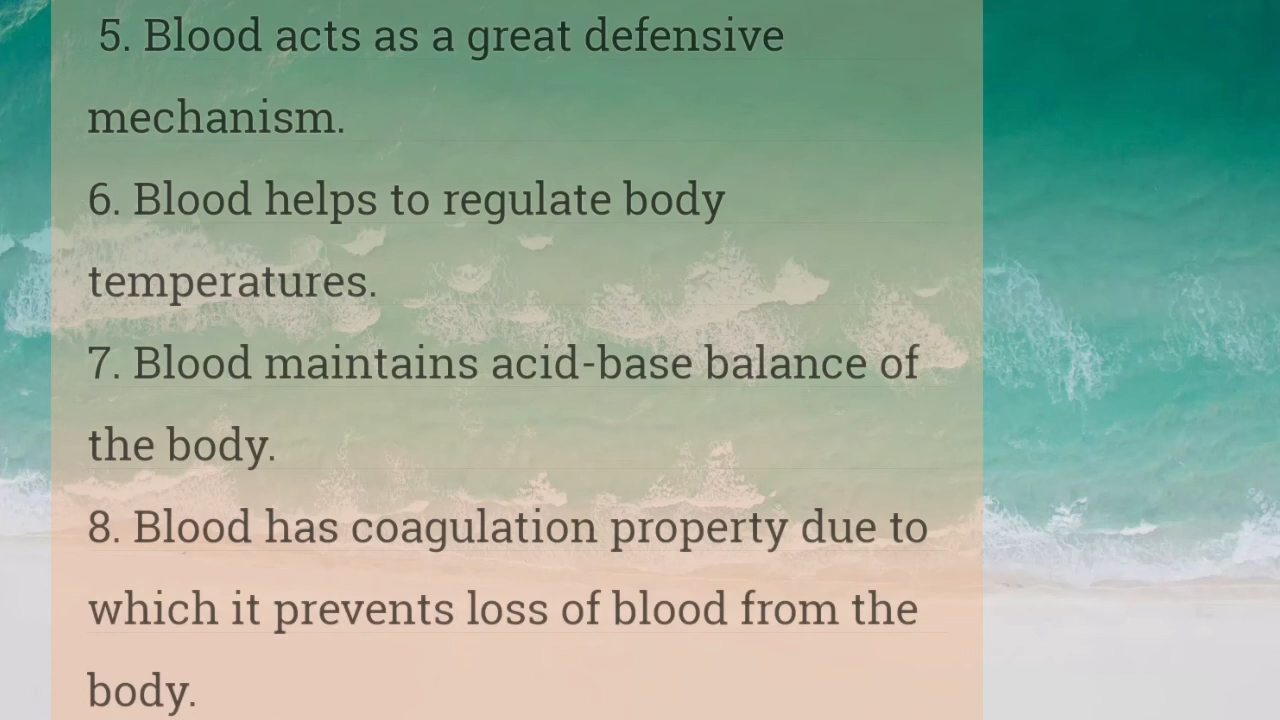 5. Blood acts as a great defensive
mechanism.
6. Blood helps to regulate body
temperatures.
7. Blood maintains acid-base balance of
the body.
8. Blood has coagulation property due to
which it prevents loss of blood from the
body.